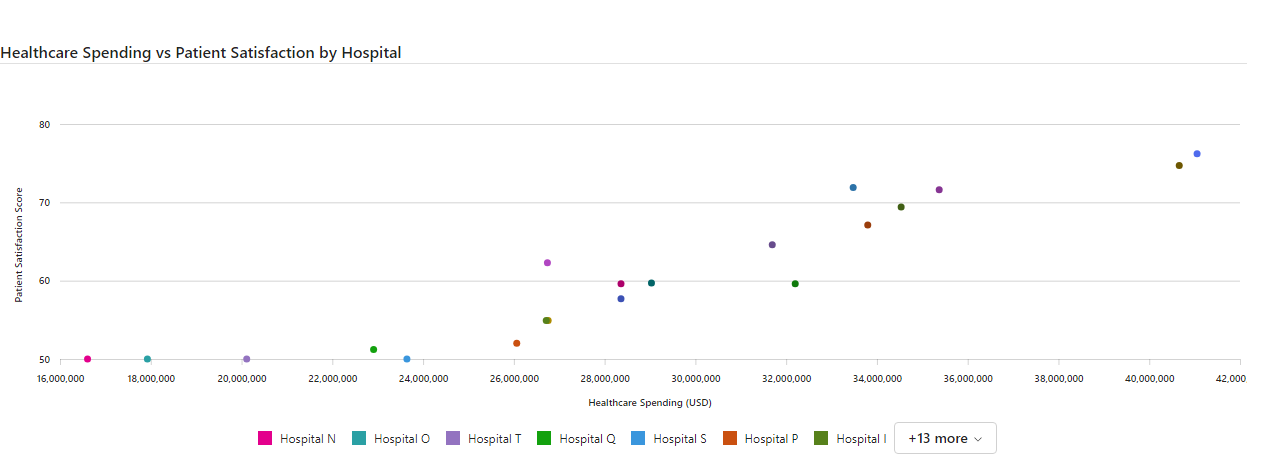 Healthcare Spending vs Patient Satisfaction by Hospital
80
70
60
50
Patient Satisfaction Score
16,000,000 18,000,000 20,000,000 22,000,000 24,000,000 26,000,000 28,000,000 30,000,000 32,000,000 34,000,000 36,000,000 38,000,000 40,000,000 42,000
Healthcare Spending (USD)
Hospital N Hospital O Hospital T Hospital Q Hospital S Hospital P Hospital +13 more